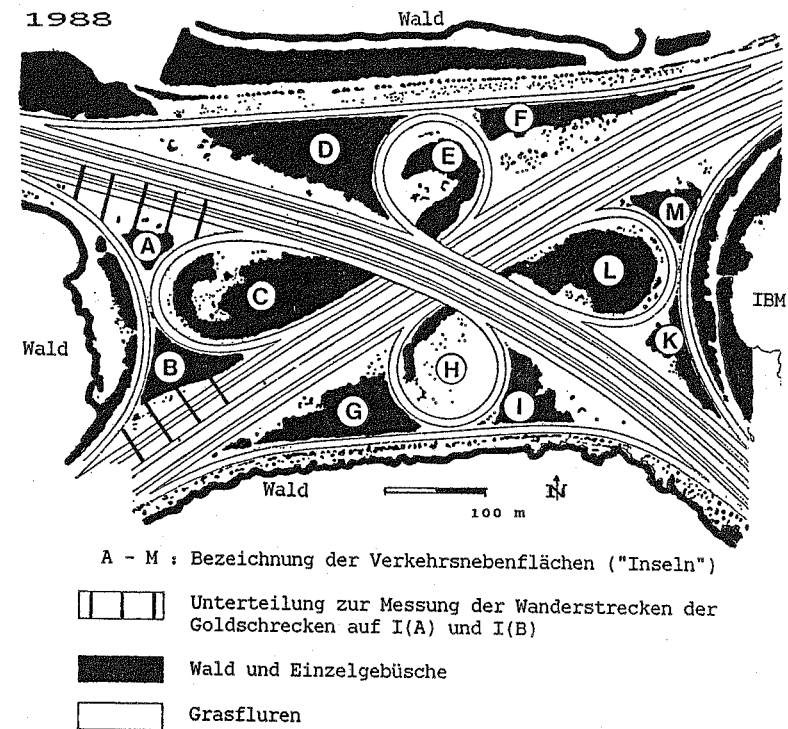 1988
Wald
F
D
E
M
A
L
C
IBM
Wald
K
B
H
I
G
Wald
N
100 m
A - M : Bezeichnung der Verkehrsnebenflächen ("Inseln")
Unterteilung zur Messung der Wanderstrecken der
Goldschrecken auf I(A) und I(B)
Wald und Einzelgebüsche
Grasfluren